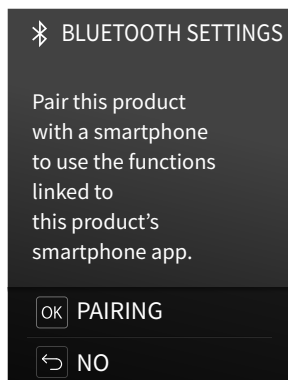 BLUETOOTH SETTINGS
Pair this product
with a smartphone
to use the functions
linked to
this product's
smartphone app.
OK PAIRING
NO